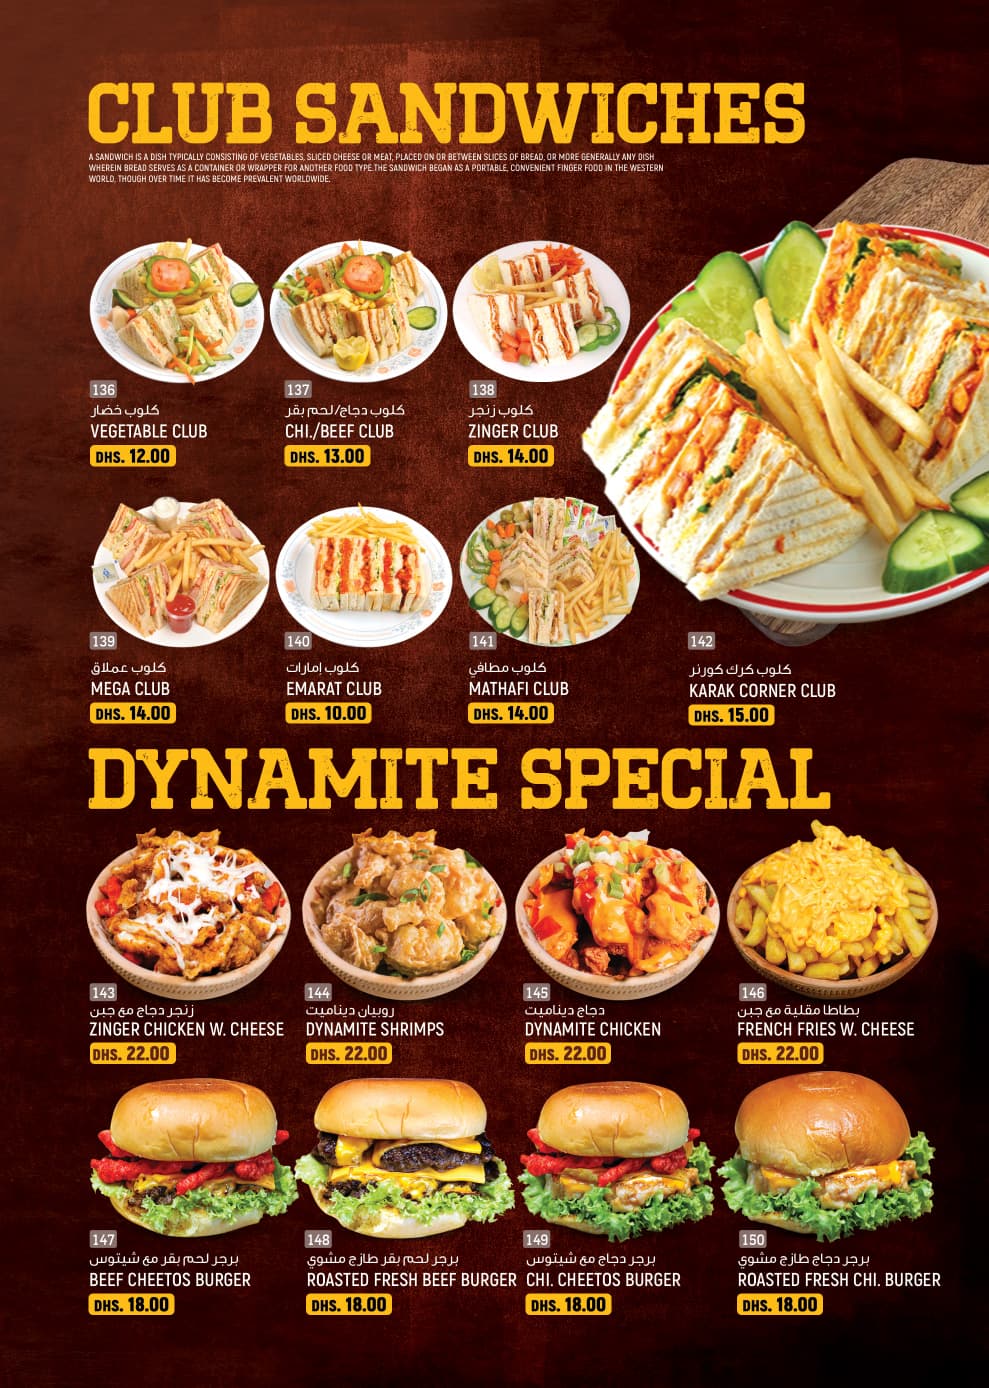 CLUB SANDWICHES
A SANDWICH IS A DISH TYPICALLY CONSISTING OF VEGETABLES, SLICED CHEESE OR MEAT, PLACED ON OR BETWEEN SLICES OF BREAD, OR MORE GENERALLY ANY DISH
WHEREIN BREAD SERVES AS A CONTAINER OR WRAPPER FOR ANOTHER FOOD TYPE.THE SANDWICH BEGAN AS A PORTABLE, CONVENIENT FINGER FOOD IN THE WESTERN
WORLD, THOUGH OVER TIME IT HAS BECOME PREVALENT WORLDWIDE.
136
كلوب خضار
VEGETABLE CLUB
DHS. 12.00
137
كلوب دجاج/لحم بقر
CHI./BEEF CLUB
DHS. 13.00
138
كلوب زنجر
ZINGER CLUB
DHS. 14.00
139
كلوب عملاق
MEGA CLUB
DHS. 14.00
140
كلوب إمارات
EMARAT CLUB
DHS. 10.00
141
كلوب مطافي
MATHAFI CLUB
DHS. 14.00
142
كلوب كرك كورنر
KARAK CORNER CLUB
DHS. 15.00
DYNAMITE SPECIAL
143
زنجر دجاج مع جبن
ZINGER CHICKEN W. CHEESE
DHS. 22.00
144
روبيان ديناميت
DYNAMITE SHRIMPS
DHS. 22.00
145
دجاج ديناميت
DYNAMITE CHICKEN
DHS. 22.00
146
بطاطا مقلية مع جبن
FRENCH FRIES W. CHEESE
DHS. 22.00
147
برجر لحم بقر مع شيتوس
BEEF CHEETOS BURGER
DHS. 18.00
148
برجر لحم بقر طازج مشوي
ROASTED FRESH BEEF BURGER
DHS. 18.00
149
برجر دجاج مع شيتوس
CHI. CHEETOS BURGER
DHS. 18.00
150
برجر دجاج طازج مشوي
ROASTED FRESH CHI. BURGER
DHS. 18.00